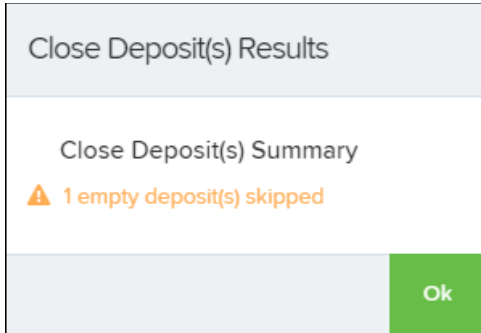 Close Deposit(s) Results
Close Deposit(s) Summary
1 empty deposit(s) skipped
Ok